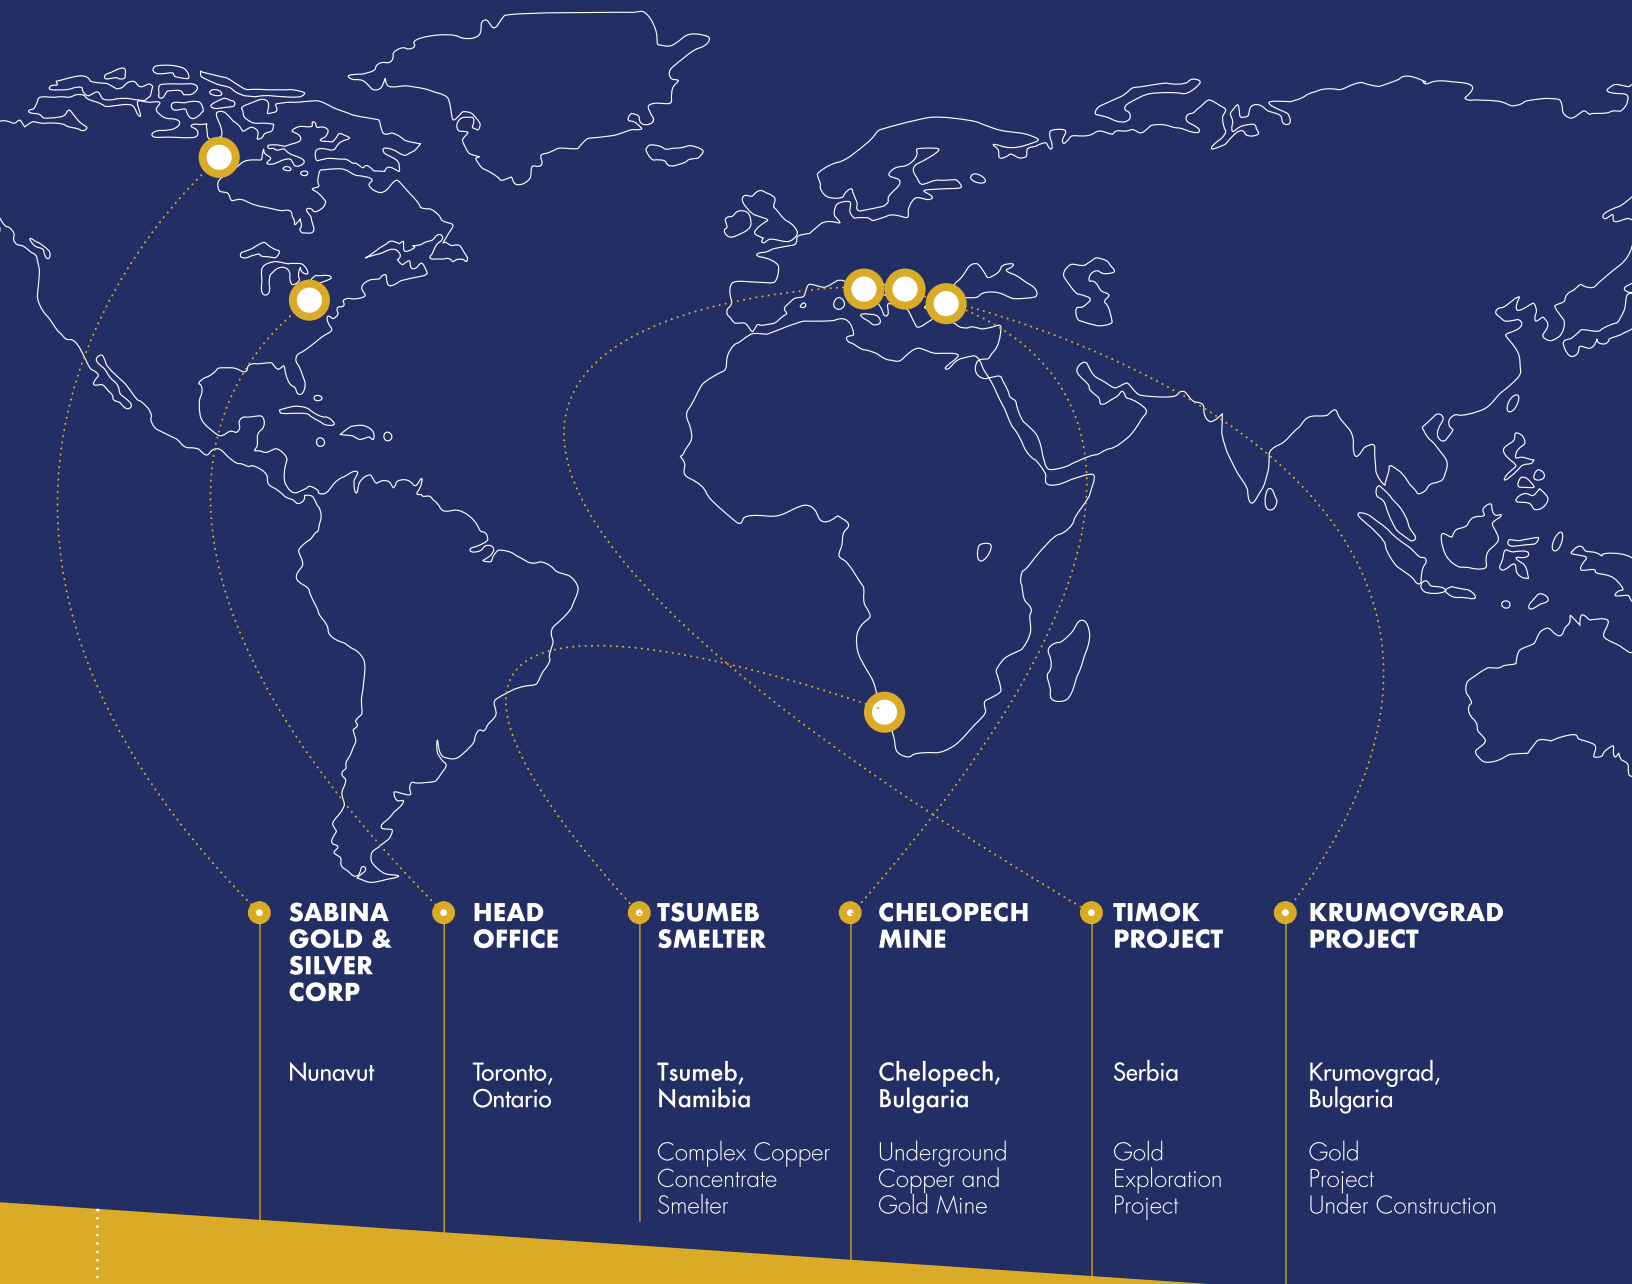 SABINA
GOLD &
SILVER
CORP
Nunavut
HEAD
OFFICE
Toronto,
Ontario
TSUMEB
SMELTER
Tsumeb,
Namibia
Complex Copper
Concentrate
Smelter
CHELOPECH
MINE
Chelopech,
Bulgaria
Underground
Copper and
Gold Mine
TIMOK
PROJECT
Serbia
Gold
Exploration
Project
KRUMOVGRAD
PROJECT
Krumovgrad,
Bulgaria
Gold
Project
Under Construction